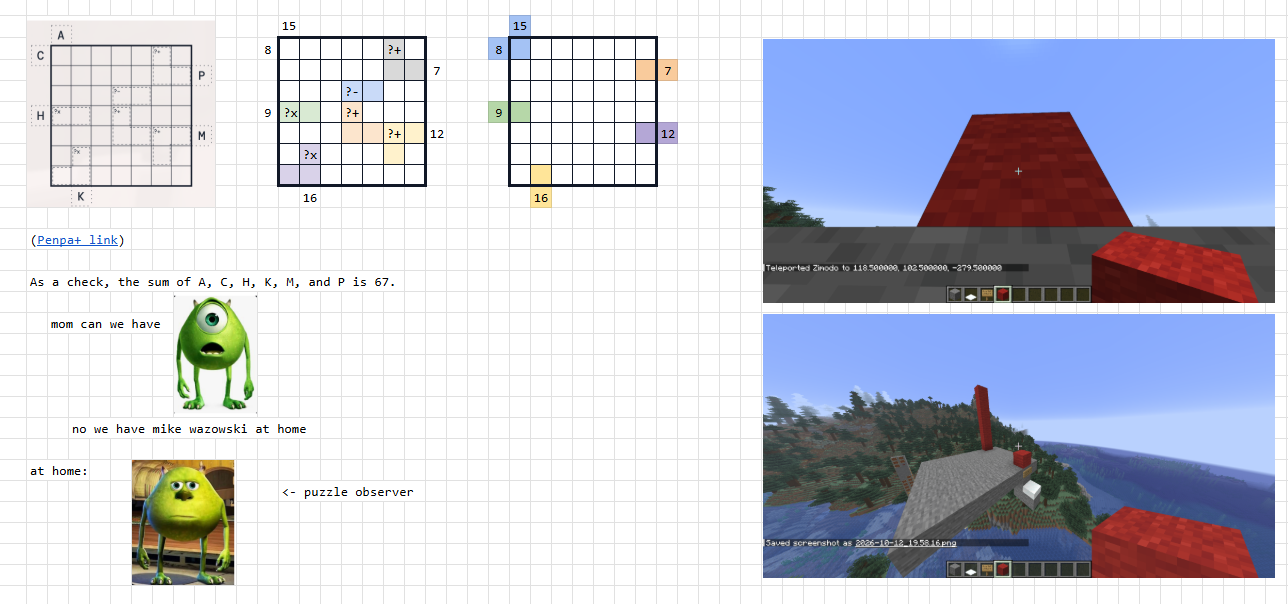 A
C
?+
P
?-
H
?x
?+
?+
M
?x
K
15
8
?+
7
?-
9
?x
?+
?+
12
?x
16
15
8
7
9
12
16
(Penpa+ link)
As a check, the sum of A, C, H, K, M, and P is 67.
mom can we have
no we have mike wazowski at home
at home:
<- puzzle observer
[Teleported Zimodo to 118.500000, 102.500000, -279.500000
[Saved screenshot as 2026-10-12_19.58.16.png